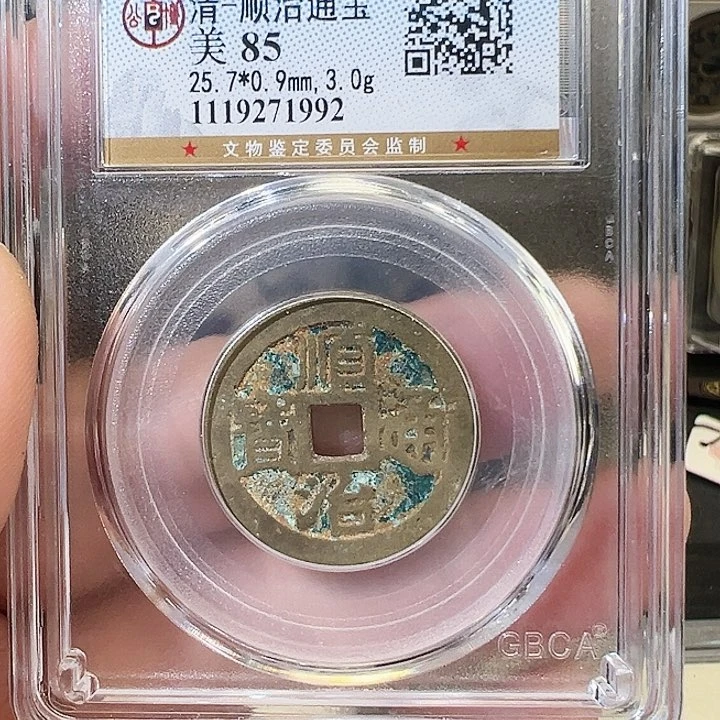 清-顺治通宝
美 85
25.7*0.9mm,3.0g
1119271992
★ 文物鉴定委员会监制 ★
順
寶 通
治
GBCA
GBCA